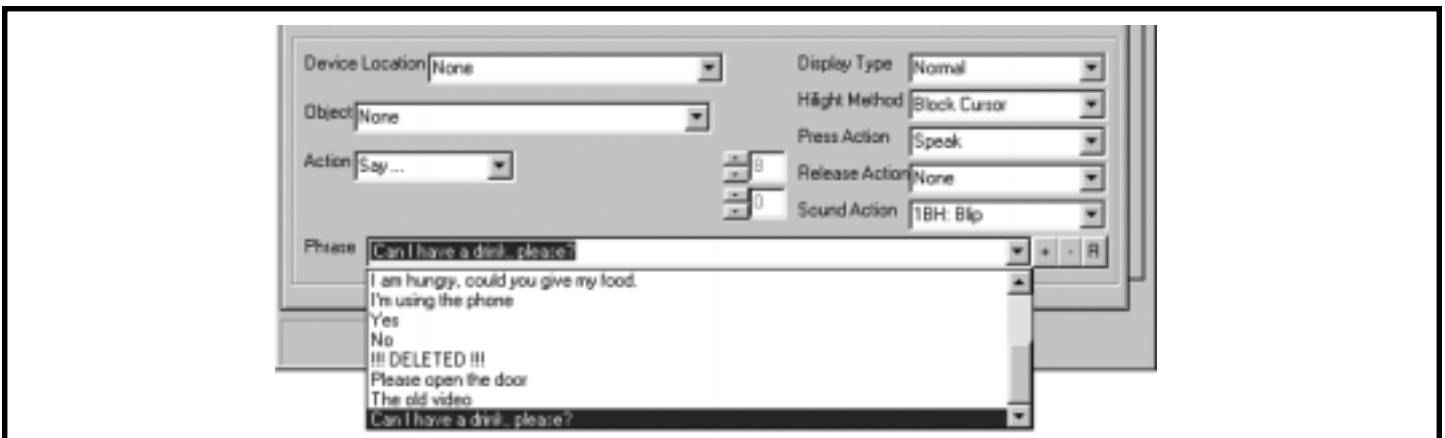 Device Location None
Object None
Action Say...
8
0
Display Type Normal
Hilight Method Block Cursor
Press Action Speak
Release Action None
Sound Action 1BH: Blip
Phrase Can I have a drink, please? + - R
I am hungry, could you give my food.
I'm using the phone
Yes
No
!!! DELETED !!!
Please open the door
The old video
Can I have a drink, please?